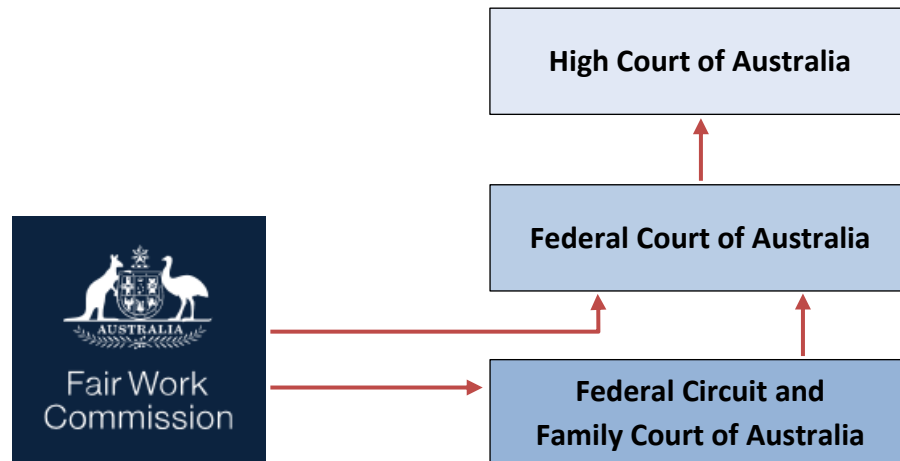 High Court of Australia
Federal Court of Australia
AUSTRALIA
Fair Work
Commission
Federal Circuit and
Family Court of Australia